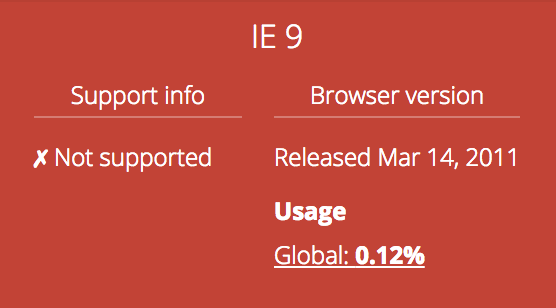 IE 9
Support info
✗ Not supported
Browser version
Released Mar 14, 2011
Usage
Global: 0.12%